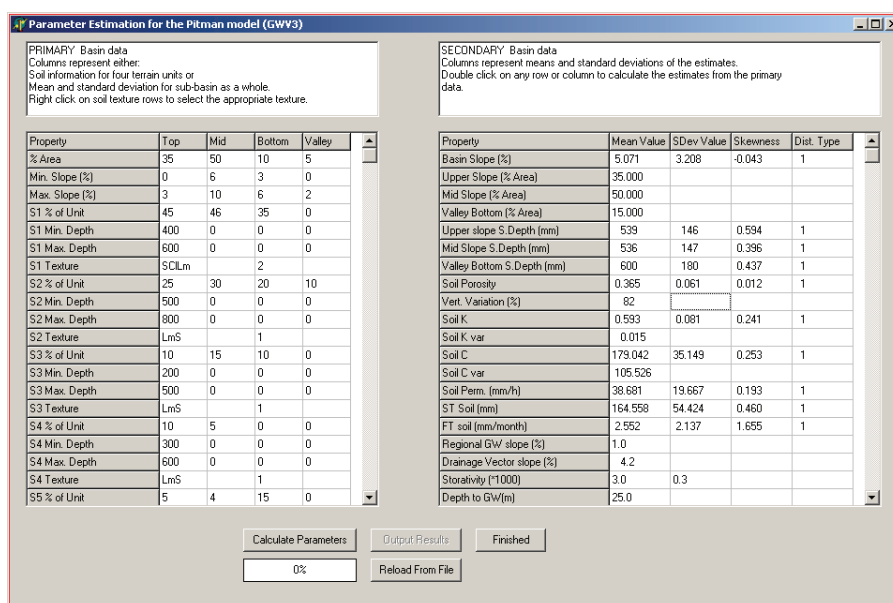 Parameter Estimation for the Pitman model (GWV3)
PRIMARY Basin data
Columns represent either:
Soil information for four terrain units or
Mean and standard deviation for sub-basin as a whole.
Right click on soil texture rows to select the appropriate texture.
SECONDARY Basin data
Columns represent means and standard deviations of the estimates.
Double click on any row or column to calculate the estimates from the primary
data.
Property Top Mid Bottom Valley
% Area 35 50 10 5
Min. Slope (%) 0 6 3 0
Max. Slope (%) 3 10 6 2
S1 % of Unit 45 46 35 0
S1 Min. Depth 400 0 0 0
S1 Max. Depth 600 0 0 0
S1 Texture SClLm 2
S2 % of Unit 25 30 20 10
S2 Min. Depth 500 0 0 0
S2 Max. Depth 800 0 0 0
S2 Texture LmS 1
S3 % of Unit 10 15 10 0
S3 Min. Depth 200 0 0 0
S3 Max. Depth 500 0 0 0
S3 Texture LmS 1
S4 % of Unit 10 5 0 0
S4 Min. Depth 300 0 0 0
S4 Max. Depth 600 0 0 0
S4 Texture LmS 1
S5 % of Unit 5 4 15 0
Property Mean Value SDev Value Skewness Dist. Type
Basin Slope (%) 5.071 3.208 -0.043 1
Upper Slope (% Area) 35.000
Mid Slope (% Area) 50.000
Valley Bottom (% Area) 15.000
Upper slope S.Depth (mm) 539 146 0.594 1
Mid Slope S.Depth (mm) 536 147 0.396 1
Valley Bottom S.Depth (mm) 600 180 0.437 1
Soil Porosity 0.365 0.061 0.012 1
Vert. Variation (%) 82
Soil K 0.593 0.081 0.241 1
Soil K var 0.015
Soil C 179.042 35.149 0.253 1
Soil C var 105.526
Soil Perm. (mm/h) 38.681 19.667 0.193 1
ST Soil (mm) 164.558 54.424 0.460 1
FT soil (mm/month) 2.552 2.137 1.655 1
Regional GW slope (%) 1.0
Drainage Vector slope (%) 4.2
Storativity (*1000) 3.0 0.3
Depth to GW(m) 25.0
Calculate Parameters Output Results Finished
0% Reload From File